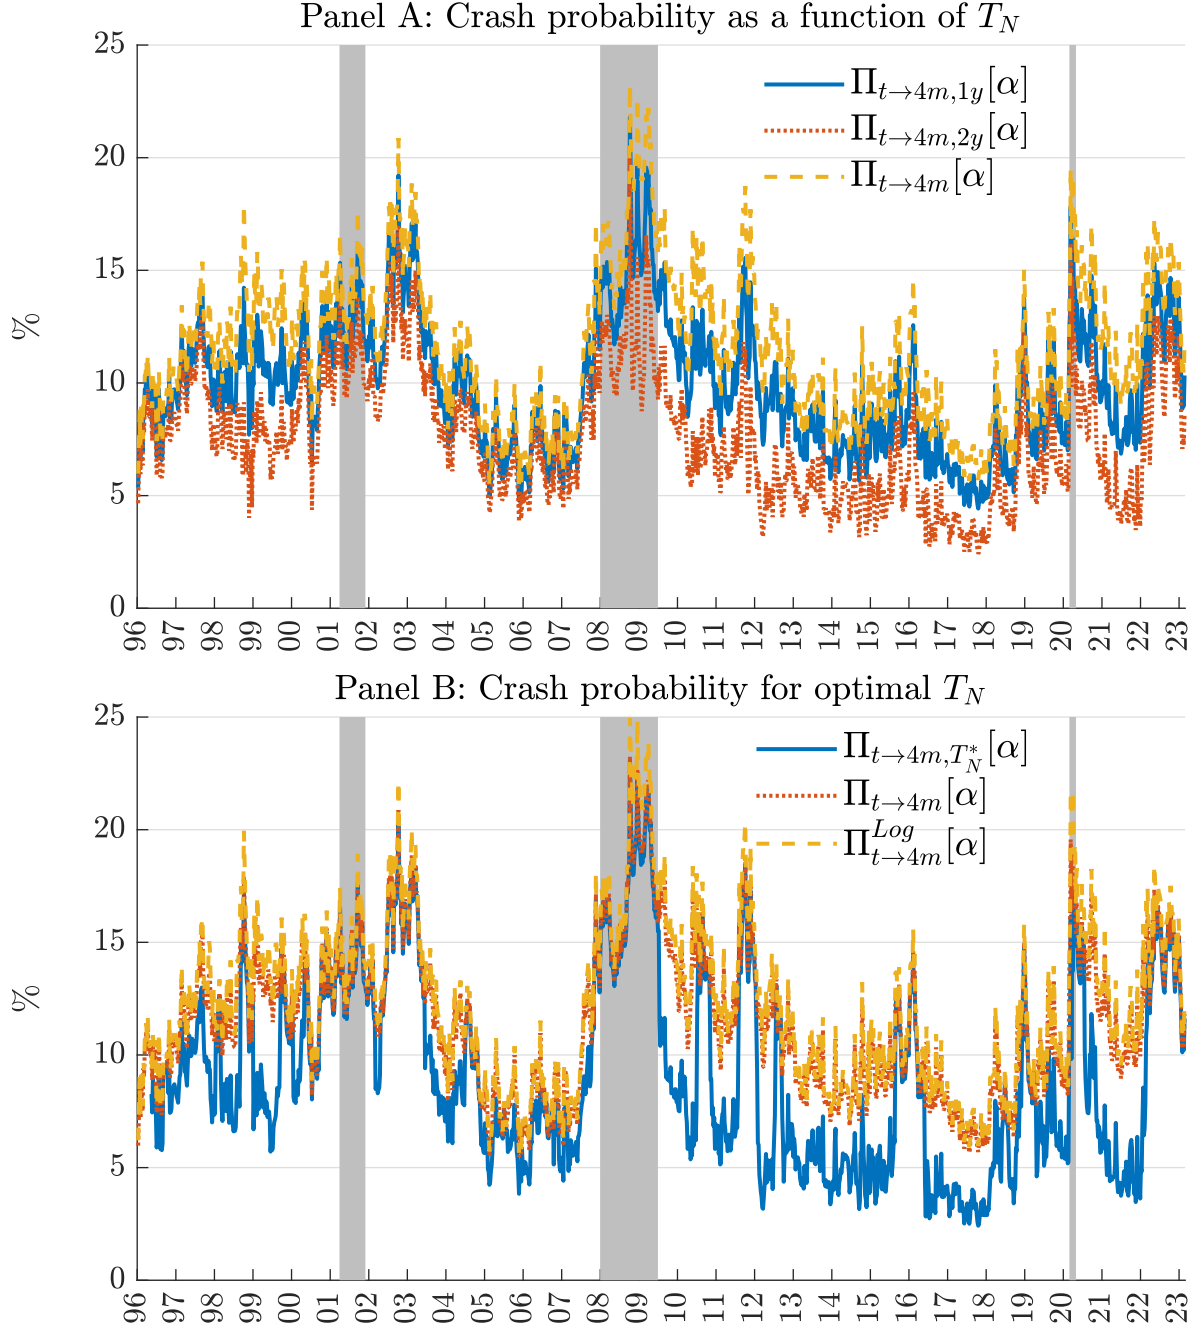 Panel A: Crash probability as a function of T_N
25
20
15
10
5
0
%
Π_{t→4m,1y}[α]
Π_{t→4m,2y}[α]
Π_{t→4m}[α]
96 97 98 99 00 01 02 03 04 05 06 07 08 09 10 11 12 13 14 15 16 17 18 19 20 21 22 23
Panel B: Crash probability for optimal T_N
25
20
15
10
5
0
%
Π_{t→4m,T_N^*}[α]
Π_{t→4m}[α]
Π_{t→4m}^{Log}[α]
96 97 98 99 00 01 02 03 04 05 06 07 08 09 10 11 12 13 14 15 16 17 18 19 20 21 22 23